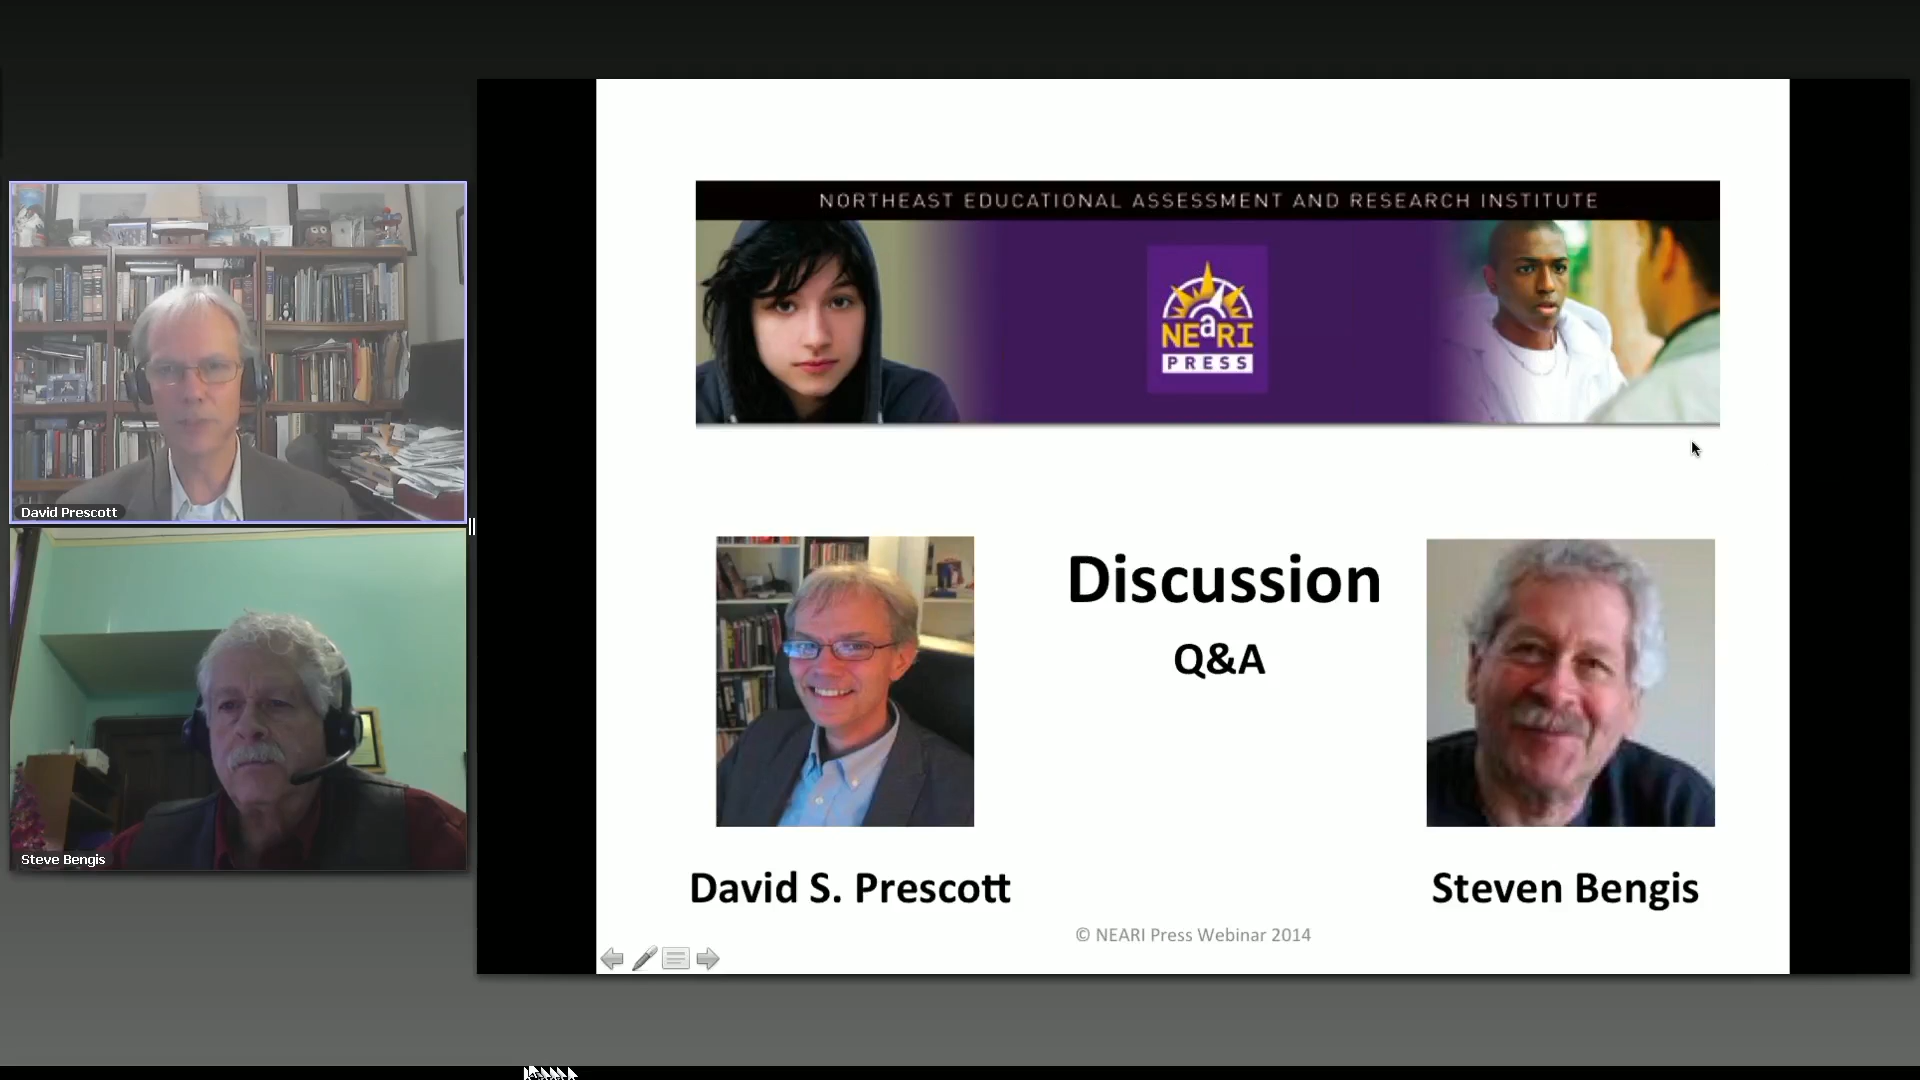 David Prescott
Steve Bengis
NORTHEAST EDUCATIONAL ASSESSMENT AND RESEARCH INSTITUTE
NEaRI
PRESS
Discussion
Q&A
David S. Prescott
Steven Bengis
© NEARI Press Webinar 2014